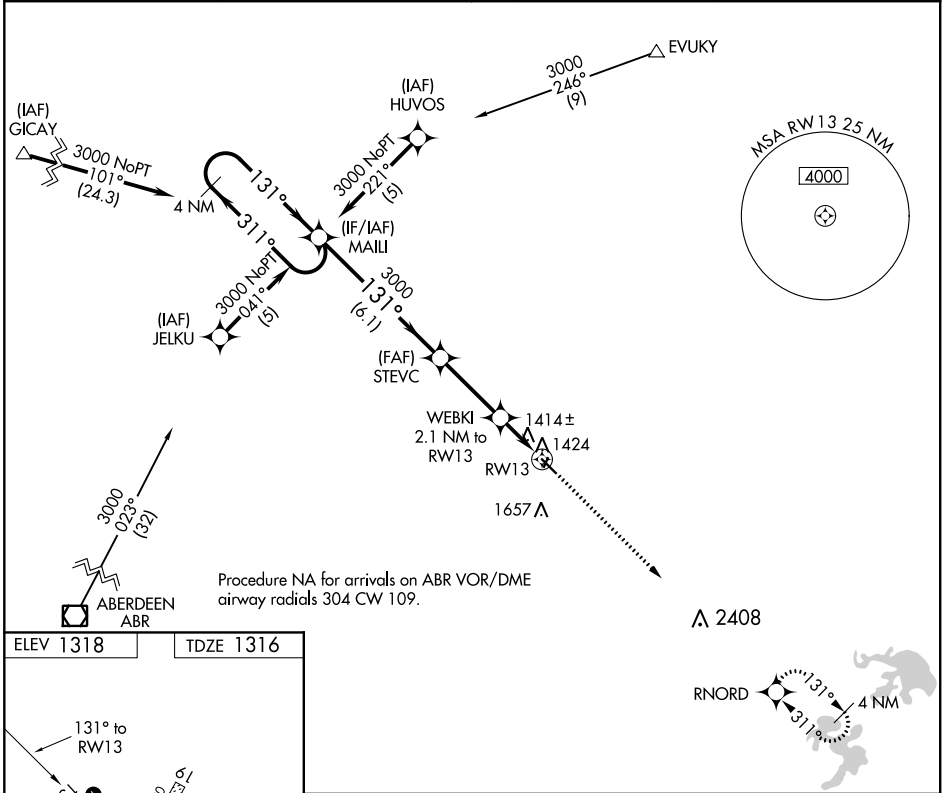 EVUKY
3000
246°
(9)
(IAF)
HUVOS
MSA RW13 25 NM
4000
(IAF)
GICAY
3000 NoPT
101°
(24.3)
4 NM
131°
311°
3000 NoPT
221°
(5)
(IF/IAF)
MAILI
3000 NoPT
041°
(5)
(IAF)
JELKU
3000
131°
(6.1)
(FAF)
STEVC
WEBKI
2.1 NM to
RW13
1414±
1424
RW13
1657
3000
023°
(32)
ABERDEEN
ABR
Procedure NA for arrivals on ABR VOR/DME
airway radials 304 CW 109.
2408
RNORD
131°
311°
4 NM
ELEV 1318
TDZE 1316
131° to
RW13
19